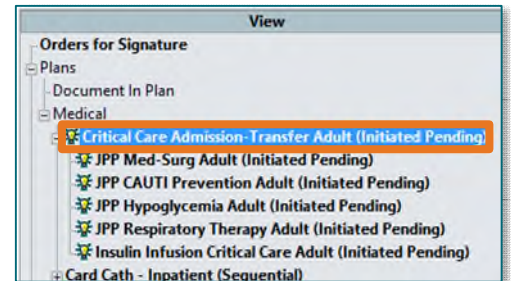 View
Orders for Signature
Plans
Document In Plan
Medical
Critical Care Admission-Transfer Adult (Initiated Pending)
JPP Med-Surg Adult (Initiated Pending)
JPP CAUTI Prevention Adult (Initiated Pending)
JPP Hypoglycemia Adult (Initiated Pending)
JPP Respiratory Therapy Adult (Initiated Pending)
Insulin Infusion Critical Care Adult (Initiated Pending)
Card Cath - Inpatient (Sequential)